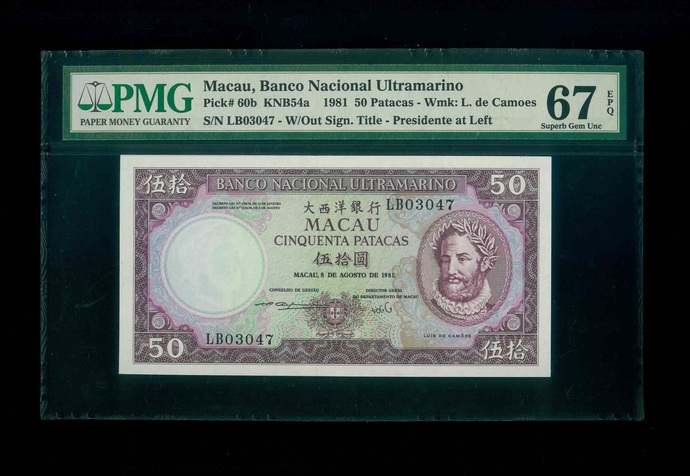 PMG
PAPER MONEY GUARANTY
Macau, Banco Nacional Ultramarino
Pick# 60b KNB54a 1981 50 Patacas - Wmk: L. de Camoes
S/N LB03047 - W/Out Sign. Title - Presidente at Left
67 EPQ
Superb Gem Unc
伍拾 BANCO NACIONAL ULTRAMARINO 50
大西洋銀行 LB03047
MACAU
CINQUENTA PATACAS
伍拾圓
MACAU, 8 DE AGOSTO DE 1981.
CONSELHO DE GESTÃO
DIRECTOR GERAL
DO DEPARTAMENTO DE MACAU
LUÍS DE CAMÕES
LB03047
50
伍拾